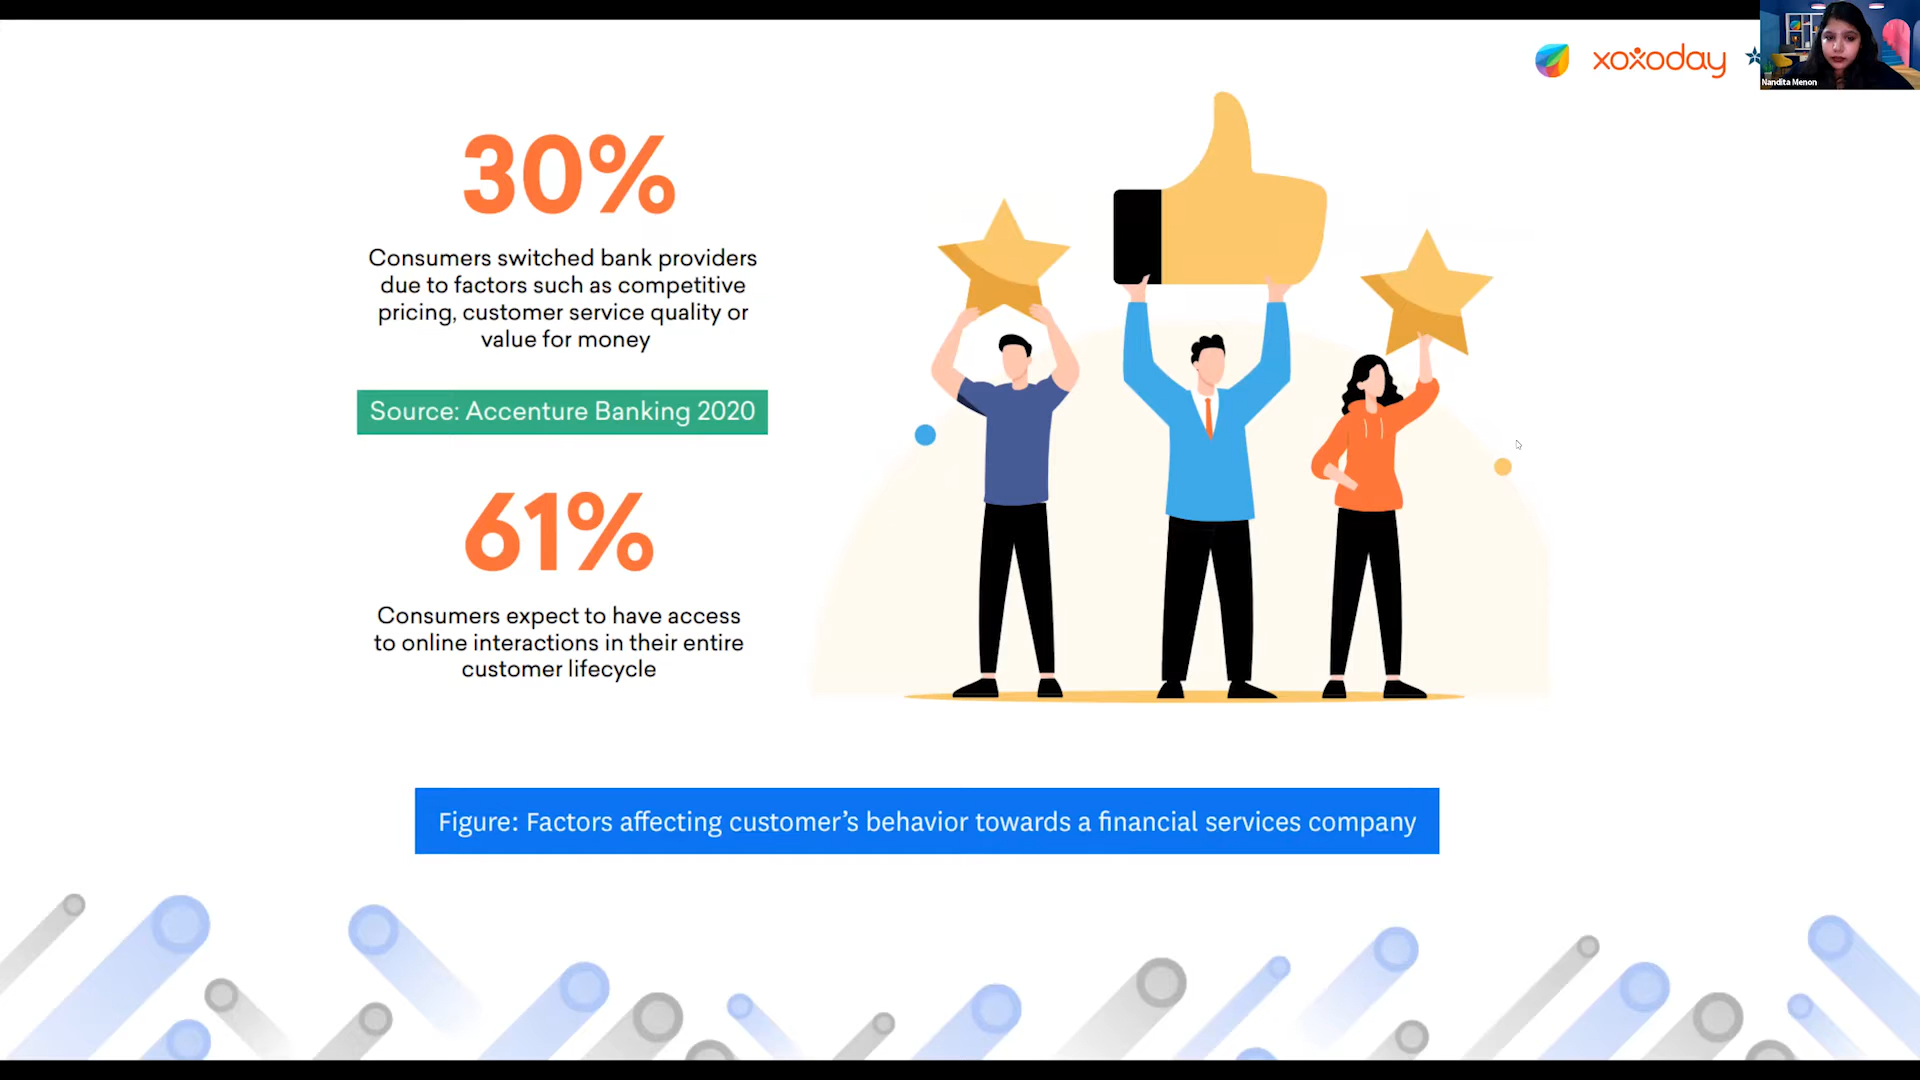 xoxoday
Nandita Menon
30%
Consumers switched bank providers
due to factors such as competitive
pricing, customer service quality or
value for money
Source: Accenture Banking 2020
61%
Consumers expect to have access
to online interactions in their entire
customer lifecycle
Figure: Factors affecting customer’s behavior towards a financial services company